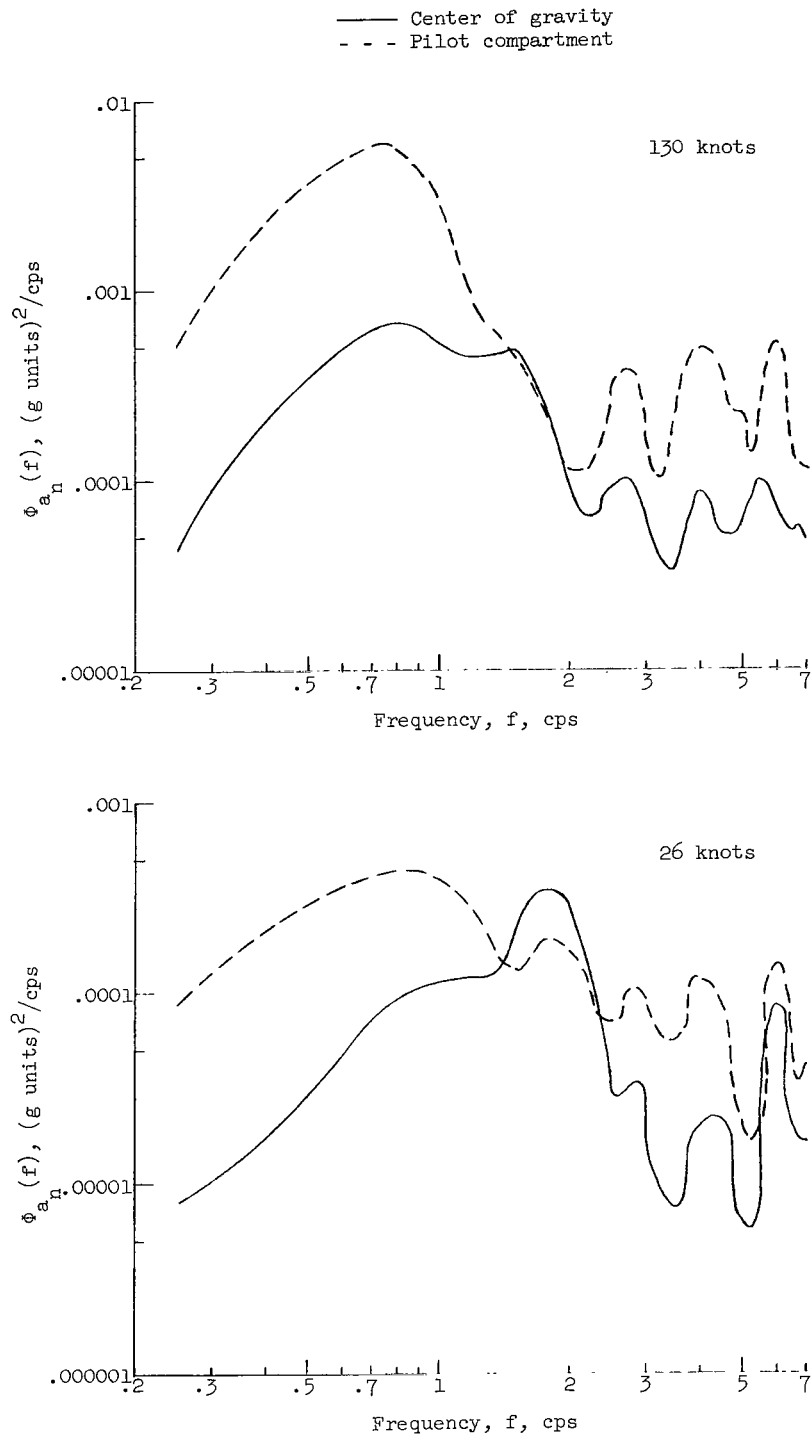 Center of gravity
Pilot compartment
130 knots
.01
.001
.0001
.00001
Φan (f), (g units)2/cps
.2 .3 .5 .7 1 2 3 5 7
Frequency, f, cps
26 knots
.001
.0001
.00001
.000001
Φan (f), (g units)2/cps
.2 .3 .5 .7 1 2 3 5 7
Frequency, f, cps